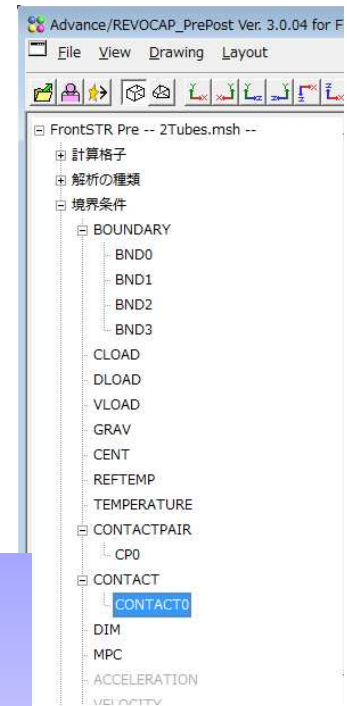 Advance/REVOCAP_PrePost Ver. 3.0.04 for F
File View Drawing Layout
FrontSTR Pre -- 2Tubes.msh --
計算格子
解析の種類
境界条件
BOUNDARY
BND0
BND1
BND2
BND3
CLOAD
DLOAD
VLOAD
GRAV
CENT
REFTEMP
TEMPERATURE
CONTACTPAIR
CP0
CONTACT
CONTACT0
DIM
MPC
ACCELERATION
VELOCITY